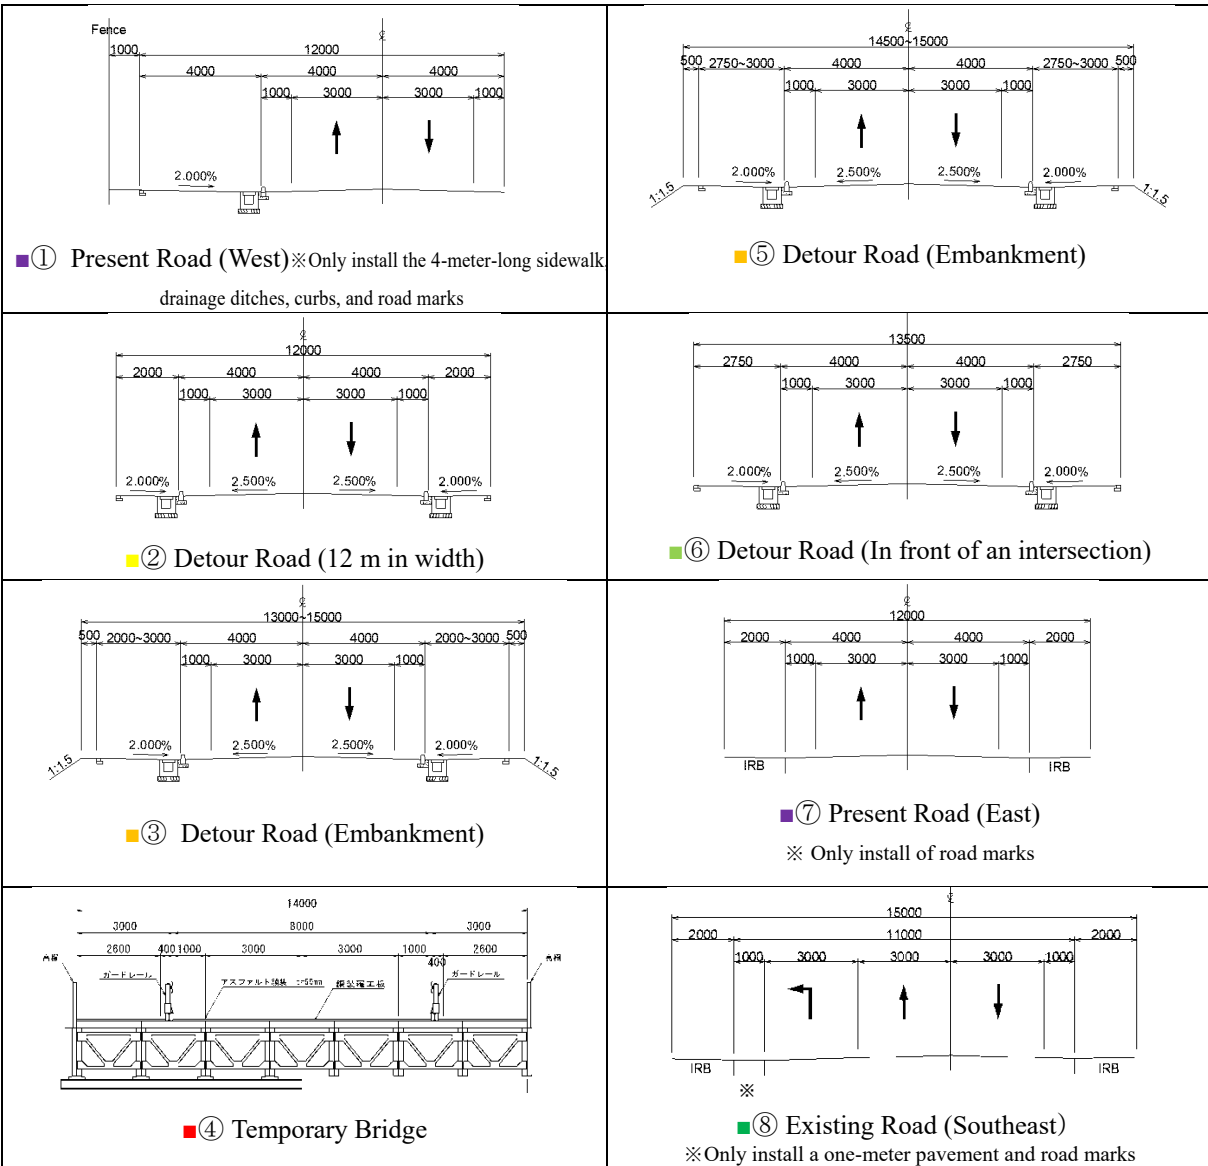 Fence
℄
1000 12000
4000 4000 4000
1000 3000 3000 1000
2.000%
■① Present Road (West)※Only install the 4-meter-long sidewalk,
drainage ditches, curbs, and road marks
℄
14500~15000
500 2750~3000 4000 4000 2750~3000 500
1000 3000 3000 1000
2.000% 2.500% 2.500% 2.000%
1:1.5 1:1.5
■⑤ Detour Road (Embankment)
℄
12000
2000 4000 4000 2000
1000 3000 3000 1000
2.000% 2.500% 2.500% 2.000%
■② Detour Road (12 m in width)
℄
13500
2750 4000 4000 2750
1000 3000 3000 1000
2.000% 2.500% 2.500% 2.000%
■⑥ Detour Road (In front of an intersection)
℄
13000~15000
500 2000~3000 4000 4000 2000~3000 500
1000 3000 3000 1000
2.000% 2.500% 2.500% 2.000%
1:1.5 1:1.5
■③ Detour Road (Embankment)
℄
12000
2000 4000 4000 2000
1000 3000 3000 1000
IRB IRB
■⑦ Present Road (East)
※ Only install of road marks
14000
3000 8000 3000
2600 400 1000 3000 3000 1000 2600
400
高欄 ガードレール ガードレール 高欄
アスファルト舗装 t=50mm 鋼製覆工板
■④ Temporary Bridge
℄
15000
2000 11000 2000
1000 3000 3000 3000 1000
IRB IRB
※
■⑧ Existing Road (Southeast)
※Only install a one-meter pavement and road marks